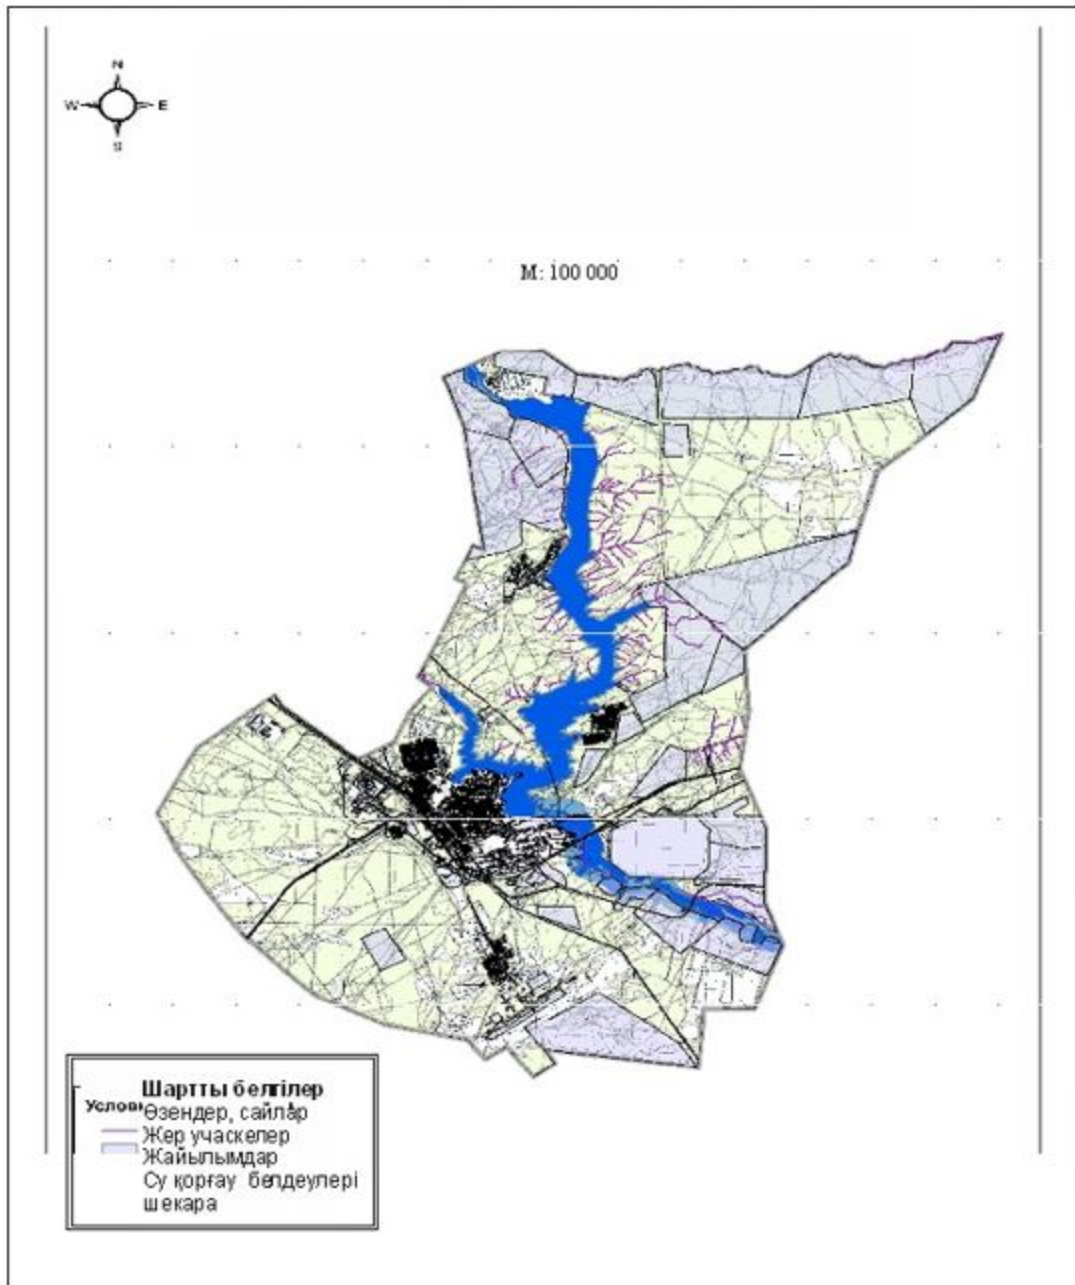 N
W E
S
М: 100 000
Шартты белгілер
Услов
Өзендер, сайлар
Жер учаскелер
Жайылымдар
Су қорғау белдеулері
шекара